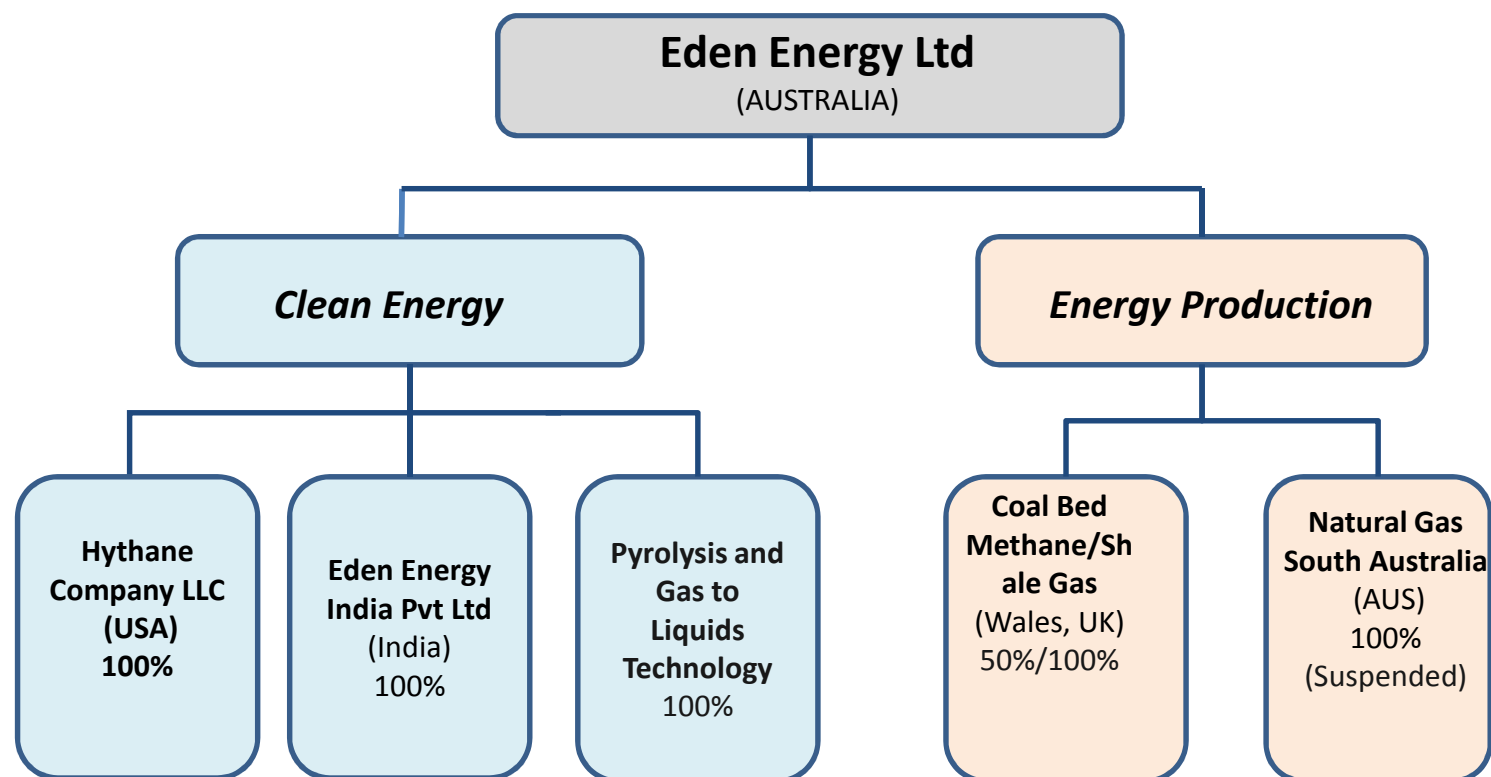 Eden Energy Ltd
(AUSTRALIA)
Clean Energy
Energy Production
Hythane
Company LLC
(USA)
100%
Eden Energy
India Pvt Ltd
(India)
100%
Pyrolysis and
Gas to
Liquids
Technology
100%
Coal Bed
Methane/Sh
ale Gas
(Wales, UK)
50%/100%
Natural Gas
South Australia
(AUS)
100%
(Suspended)